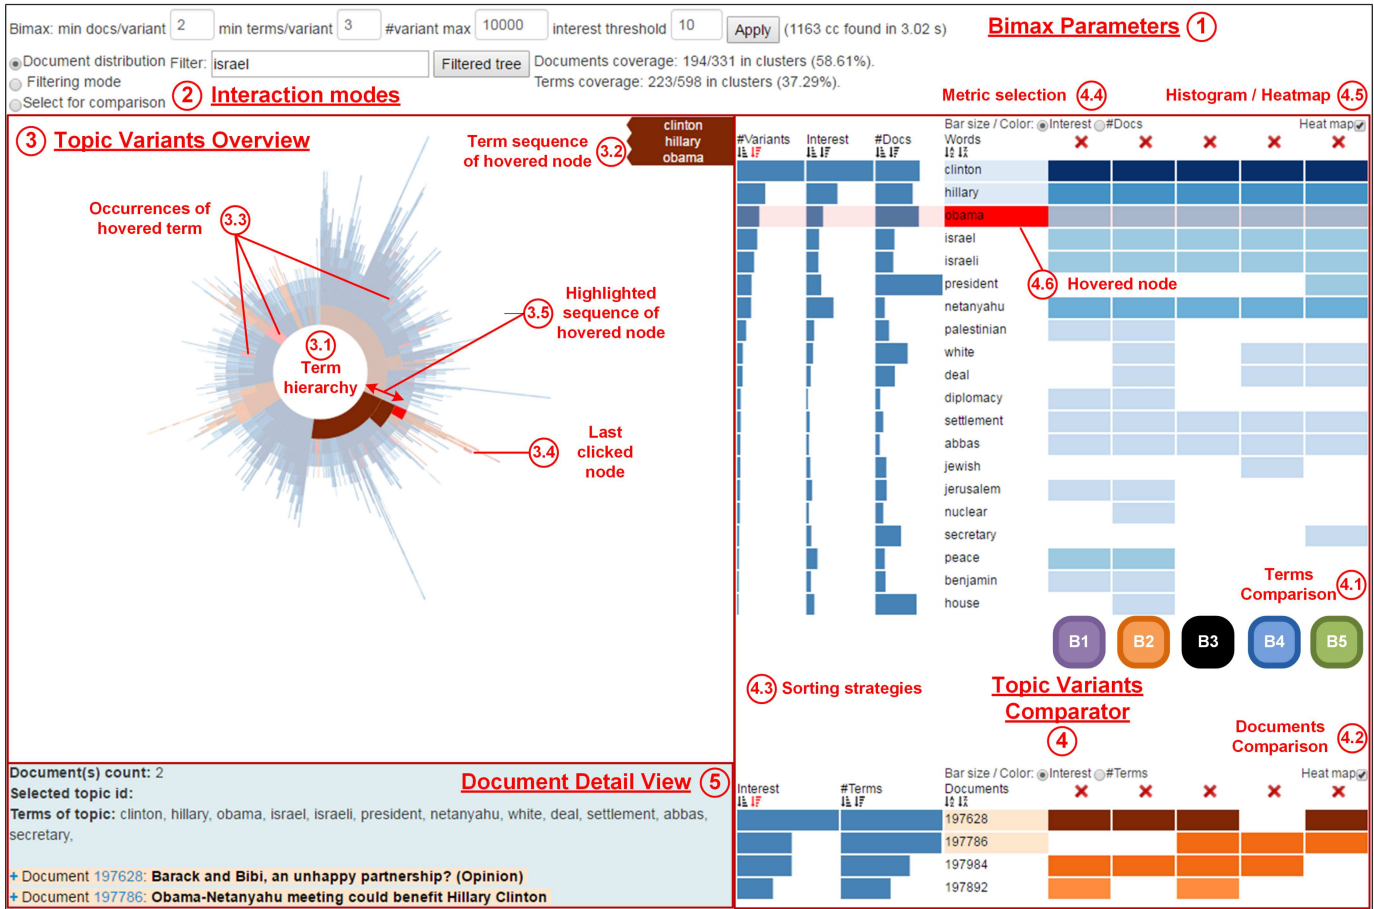 Bimax: min docs/variant 2 min terms/variant 3 #variant max 10000 interest threshold 10 Apply (1163 cc found in 3.02 s) Bimax Parameters 1
Document distribution Filter: israel Filtered tree Documents coverage: 194/331 in clusters (58.61%).
Filtering mode Terms coverage: 223/598 in clusters (37.29%).
Select for comparison 2 Interaction modes
Metric selection 4.4 Histogram / Heatmap 4.5
3 Topic Variants Overview
Term sequence
of hovered node 3.2
clinton
hillary
obama
Occurrences of
hovered term 3.3
Highlighted
3.5 sequence of
hovered node
3.1
Term
hierarchy
Last
3.4 clicked
node
Bar size / Color: Interest #Docs Heat map
#Variants Interest #Docs Words
clinton
hillary
obama
israel
israeli
president
4.6 Hovered node
netanyahu
palestinian
white
deal
diplomacy
settlement
abbas
jewish
jerusalem
nuclear
secretary
peace
benjamin
house
Terms
Comparison 4.1
B1 B2 B3 B4 B5
4.3 Sorting strategies
Topic Variants
Comparator
4
Documents
Comparison 4.2
Bar size / Color: Interest #Terms Heat map
Interest #Terms Documents
197628
197786
197984
197892
Document(s) count: 2
Document Detail View 5
Selected topic id:
Terms of topic: clinton, hillary, obama, israel, israeli, president, netanyahu, white, deal, settlement, abbas,
secretary,
+ Document 197628: Barack and Bibi, an unhappy partnership? (Opinion)
+ Document 197786: Obama-Netanyahu meeting could benefit Hillary Clinton